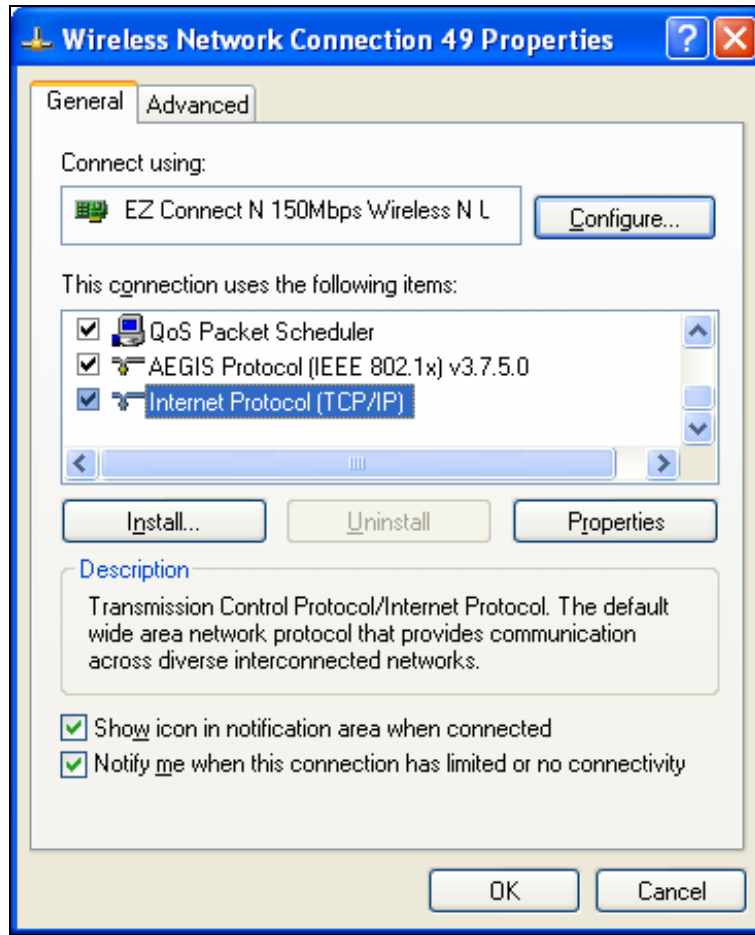 Wireless Network Connection 49 Properties
General
Advanced
Connect using:
EZ Connect N 150Mbps Wireless N U
Configure...
This connection uses the following items:
QoS Packet Scheduler
AEGIS Protocol (IEEE 802.1x) v3.7.5.0
Internet Protocol (TCP/IP)
Install...
Uninstall
Properties
Description
Transmission Control Protocol/Internet Protocol. The default
wide area network protocol that provides communication
across diverse interconnected networks.
Show icon in notification area when connected
Notify me when this connection has limited or no connectivity
OK
Cancel